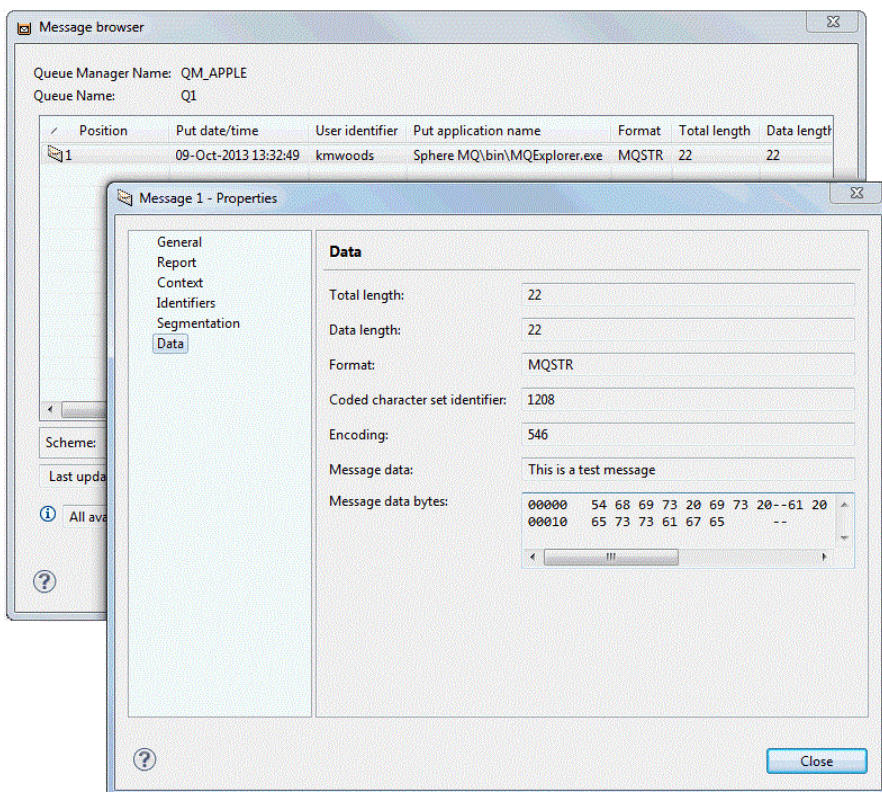 Message browser
Queue Manager Name: QM_APPLE
Queue Name: Q1
Position Put date/time User identifier Put application name Format Total length Data length
1 09-Oct-2013 13:32:49 kmwoods Sphere MQ\bin\MQExplorer.exe MQSTR 22 22
Message 1 - Properties
General
Report
Context
Identifiers
Segmentation
Data
Data
Total length: 22
Data length: 22
Format: MQSTR
Coded character set identifier: 1208
Encoding: 546
Message data: This is a test message
Message data bytes:
00000 54 68 69 73 20 69 73 20--61 20
00010 65 73 73 61 67 65 --
Scheme:
Last upda
All ava
Close